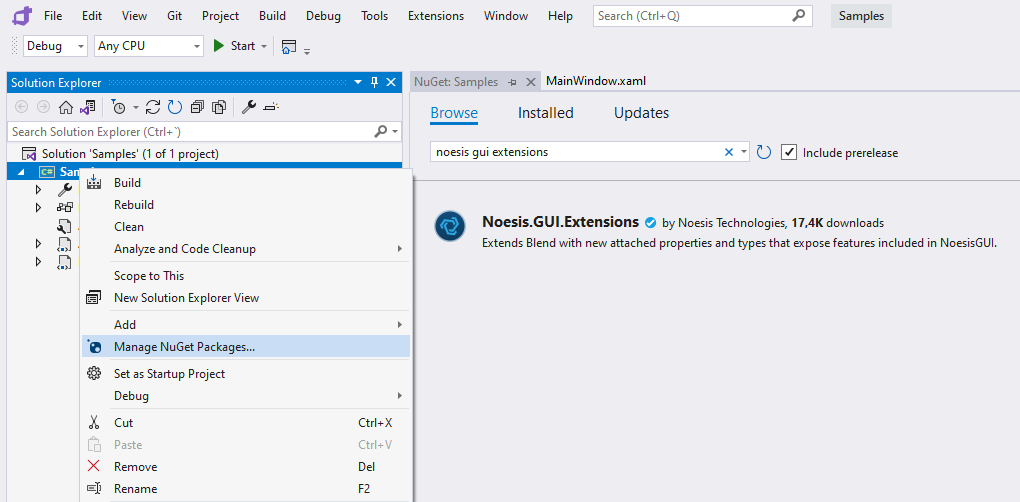 File Edit View Git Project Build Debug Tools Extensions Window Help Search (Ctrl+Q) Samples
Debug Any CPU Start
Solution Explorer
Search Solution Explorer (Ctrl+`)
Solution 'Samples' (1 of 1 project)
C#
Build
Rebuild
Clean
Analyze and Code Cleanup
Scope to This
New Solution Explorer View
Add
Manage NuGet Packages...
Set as Startup Project
Debug
Cut Ctrl+X
Paste Ctrl+V
Remove Del
Rename F2
NuGet: Samples MainWindow.xaml
Browse Installed Updates
noesis gui extensions Include prerelease
Noesis.GUI.Extensions by Noesis Technologies, 17,4K downloads
Extends Blend with new attached properties and types that expose features included in NoesisGUI.